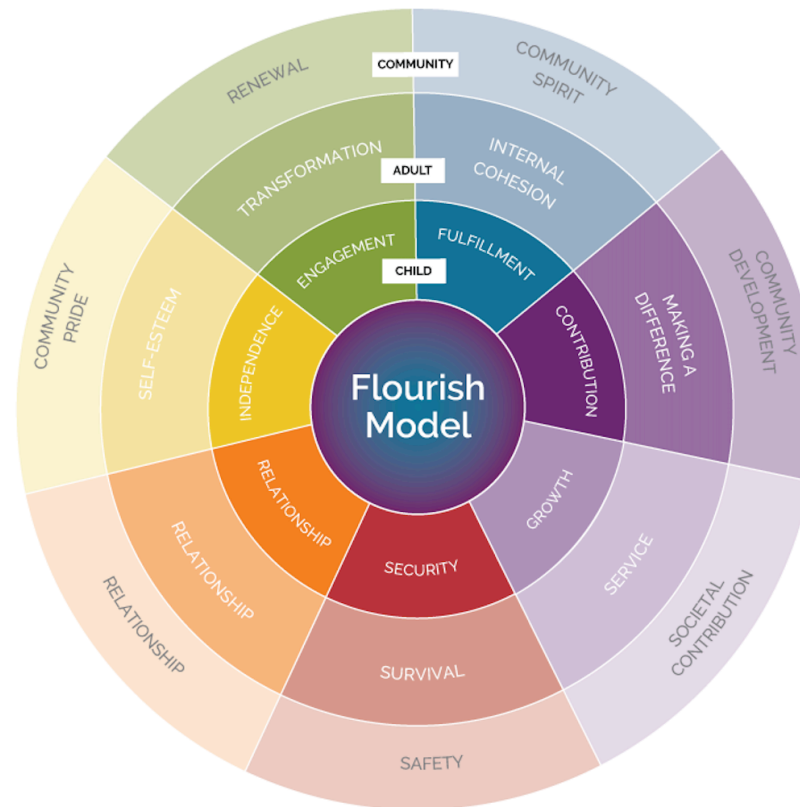 COMMUNITY
ADULT
CHILD
Flourish
Model
COMMUNITY
SPIRIT
COMMUNITY
DEVELOPMENT
SOCIETAL
CONTRIBUTION
SAFETY
RELATIONSHIP
COMMUNITY
PRIDE
RENEWAL
INTERNAL
COHESION
MAKING A
DIFFERENCE
SERVICE
SURVIVAL
RELATIONSHIP
SELF-ESTEEM
TRANSFORMATION
FULFILLMENT
CONTRIBUTION
GROWTH
SECURITY
RELATIONSHIP
INDEPENDENCE
ENGAGEMENT